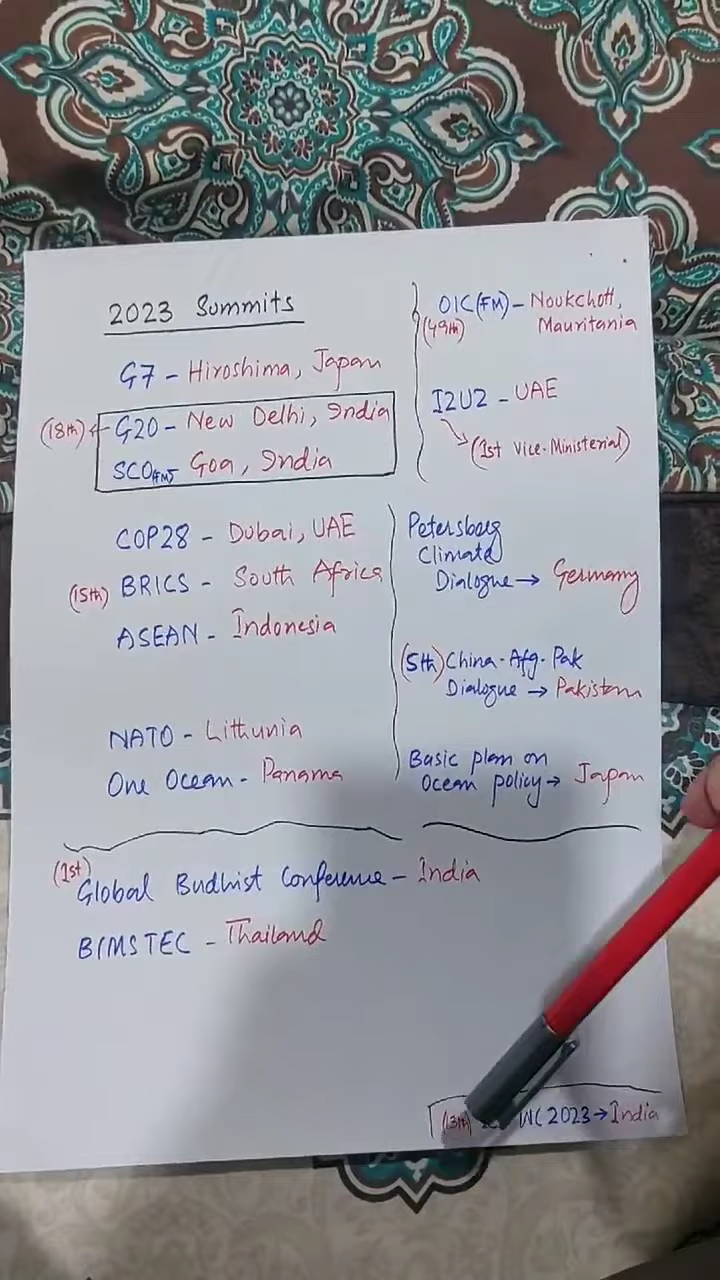 2023 Summits
G7 - Hiroshima, Japan
(18th) ← G20 - New Delhi, India
SCO(FM) Goa, India
COP28 - Dubai, UAE
(15th) BRICS - South Africa
ASEAN - Indonesia
NATO - Lithunia
One Ocean - Panama
OIC(FM) - Noukchott,
(49th) Mauritania
I2U2 - UAE
(1st Vice-Ministerial)
Petersberg
Climate
Dialogue → Germany
(5th) China-Afg-Pak
Dialogue → Pakistan
Basic plan on
Ocean policy → Japan
(1st) Global Budhist Conference - India
BIMSTEC - Thailand
(13th) WC 2023 → India